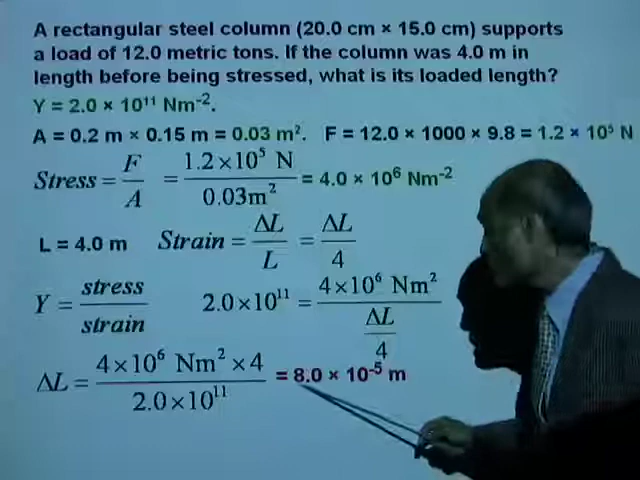 A rectangular steel column (20.0 cm × 15.0 cm) supports
a load of 12.0 metric tons. If the column was 4.0 m in
length before being stressed, what is its loaded length?
Y = 2.0 × 10¹¹ Nm⁻².
A = 0.2 m × 0.15 m = 0.03 m². F = 12.0 × 1000 × 9.8 = 1.2 × 10⁵ N
Stress = F/A = 1.2×10⁵ N / 0.03m² = 4.0 × 10⁶ Nm⁻²
L = 4.0 m Strain = ΔL/L = ΔL/4
Y = stress/strain 2.0×10¹¹ = 4×10⁶ Nm² / (ΔL/4)
ΔL = 4×10⁶ Nm² × 4 / 2.0×10¹¹ = 8.0 × 10⁻⁵ m